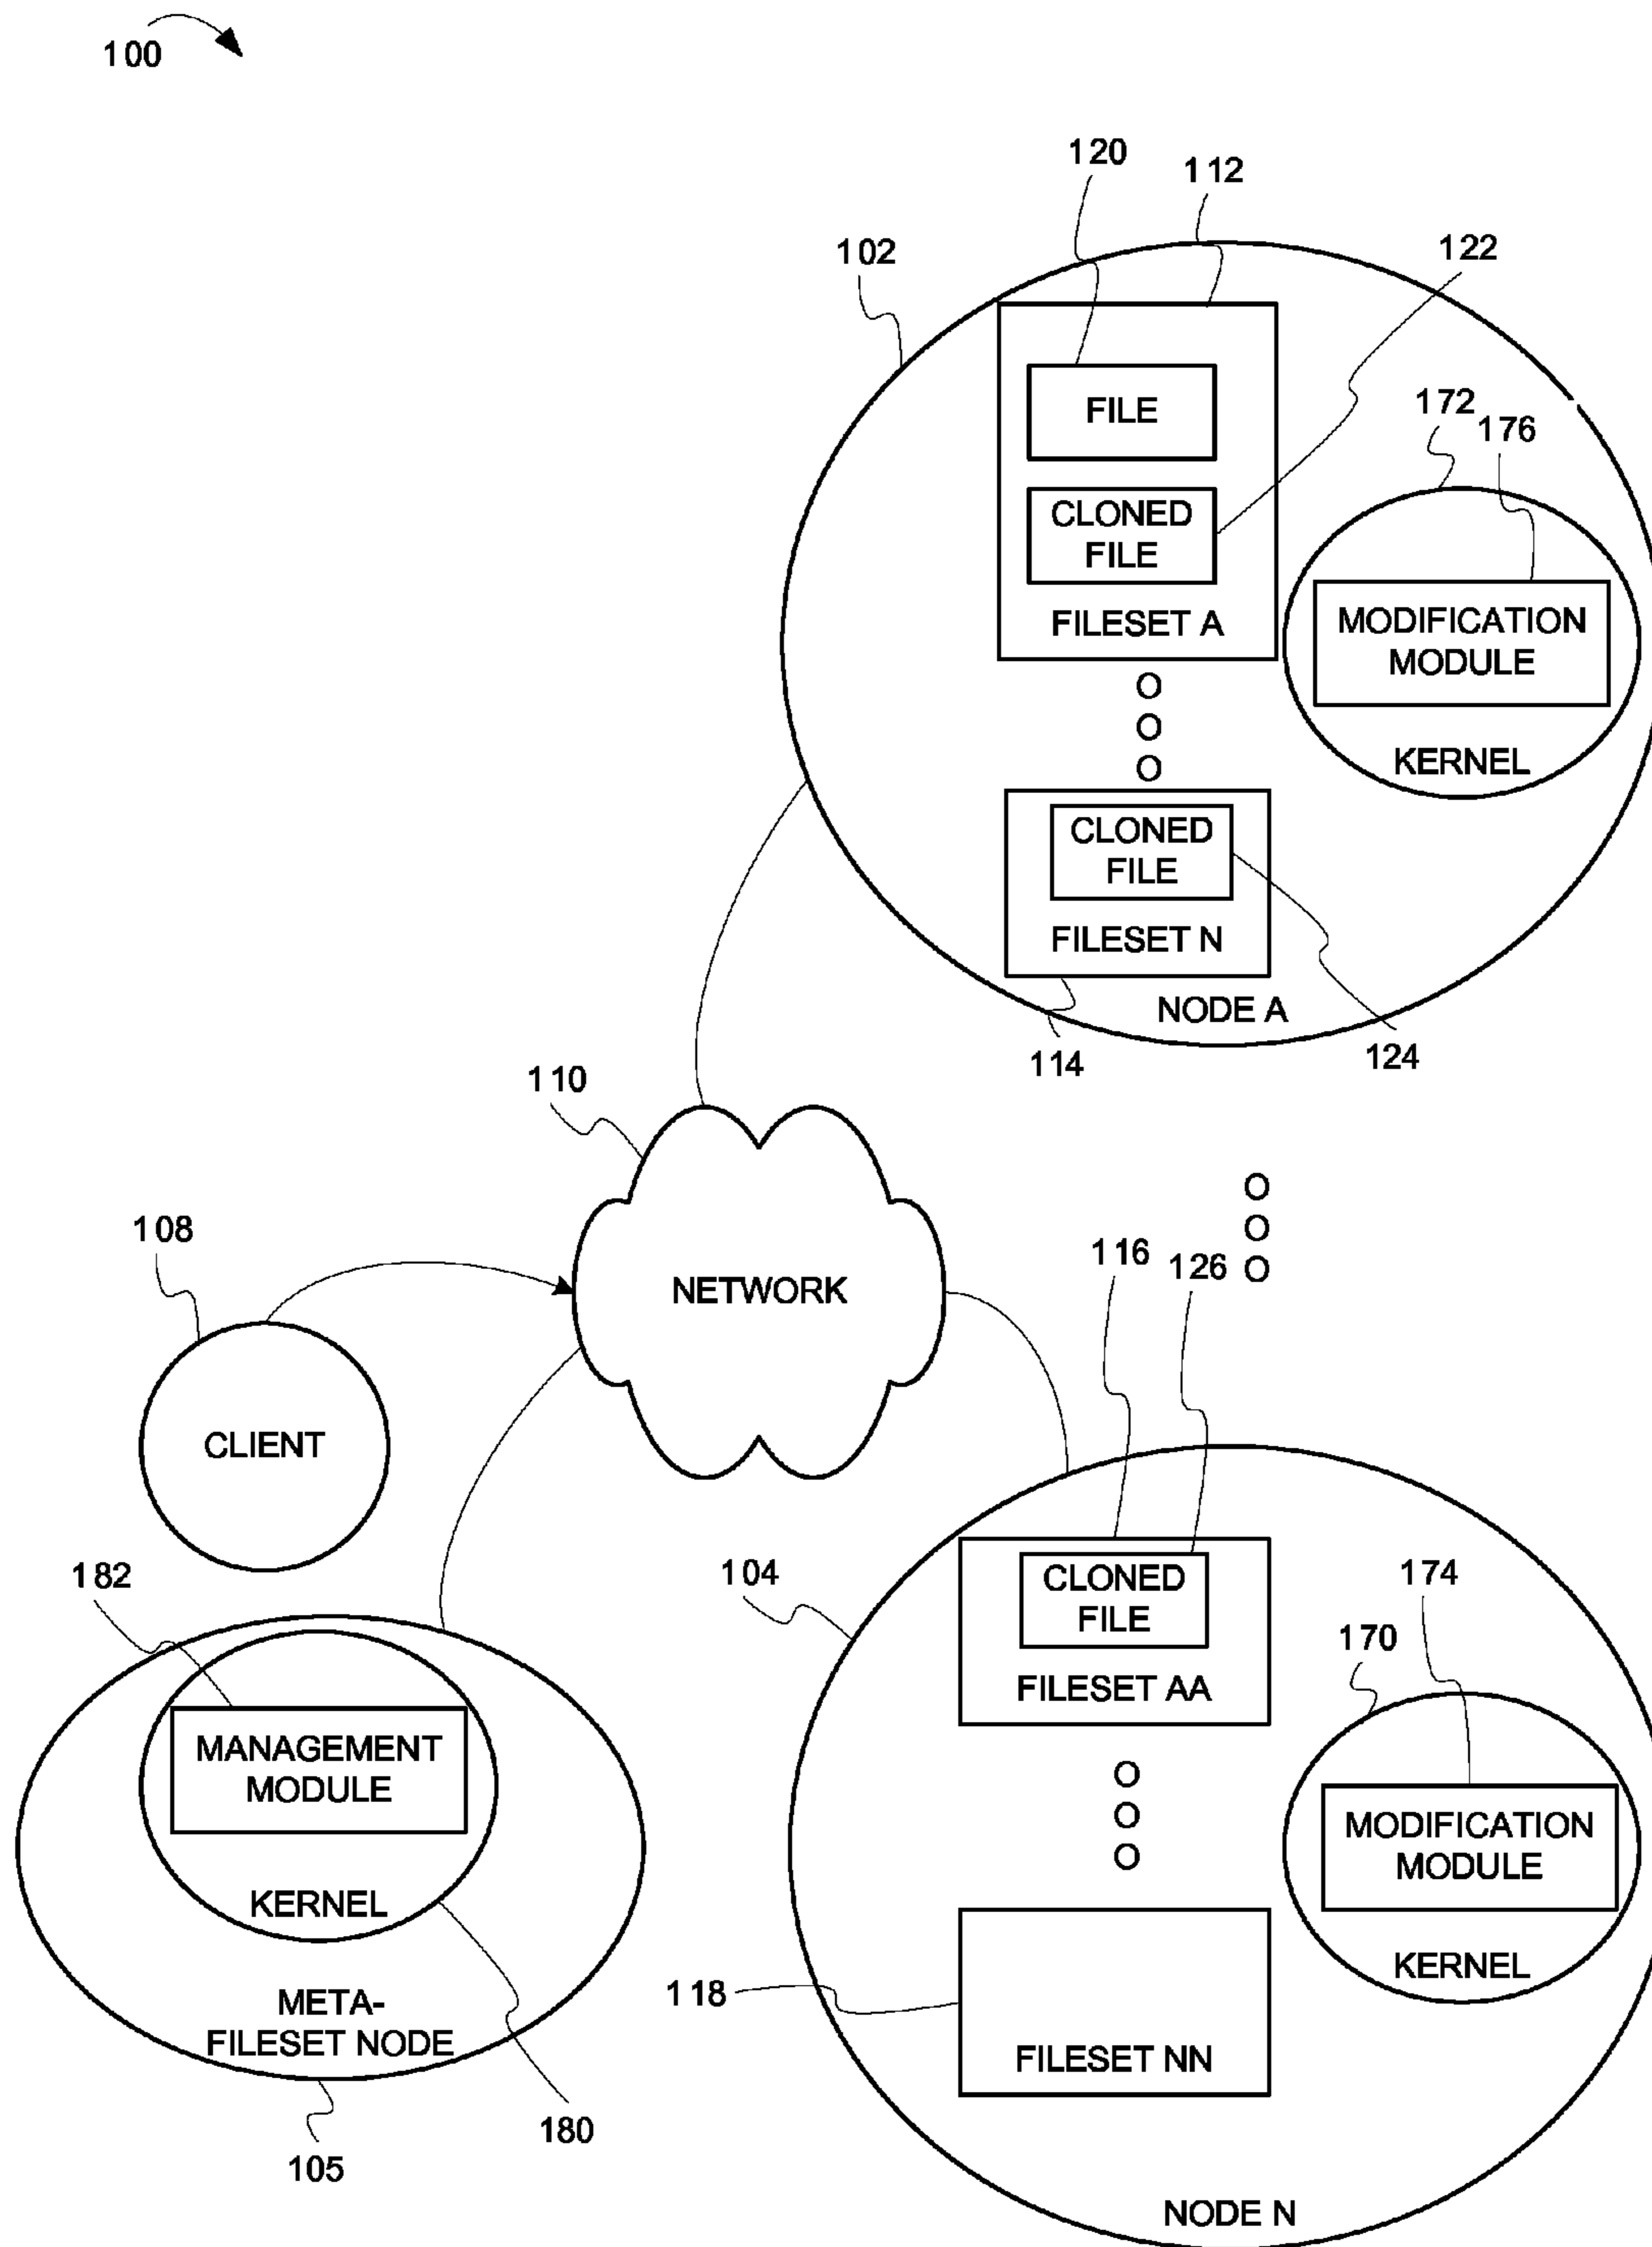 100
120
112
102
122
FILE
172
176
CLONED
FILE
FILESET A
MODIFICATION
MODULE
KERNEL
CLONED
FILE
FILESET N
NODE A
114
124
110
108
116
126
NETWORK
CLIENT
182
104
CLONED
FILE
FILESET AA
174
170
MANAGEMENT
MODULE
KERNEL
MODIFICATION
MODULE
KERNEL
META-
FILESET NODE
118
FILESET NN
180
105
NODE N